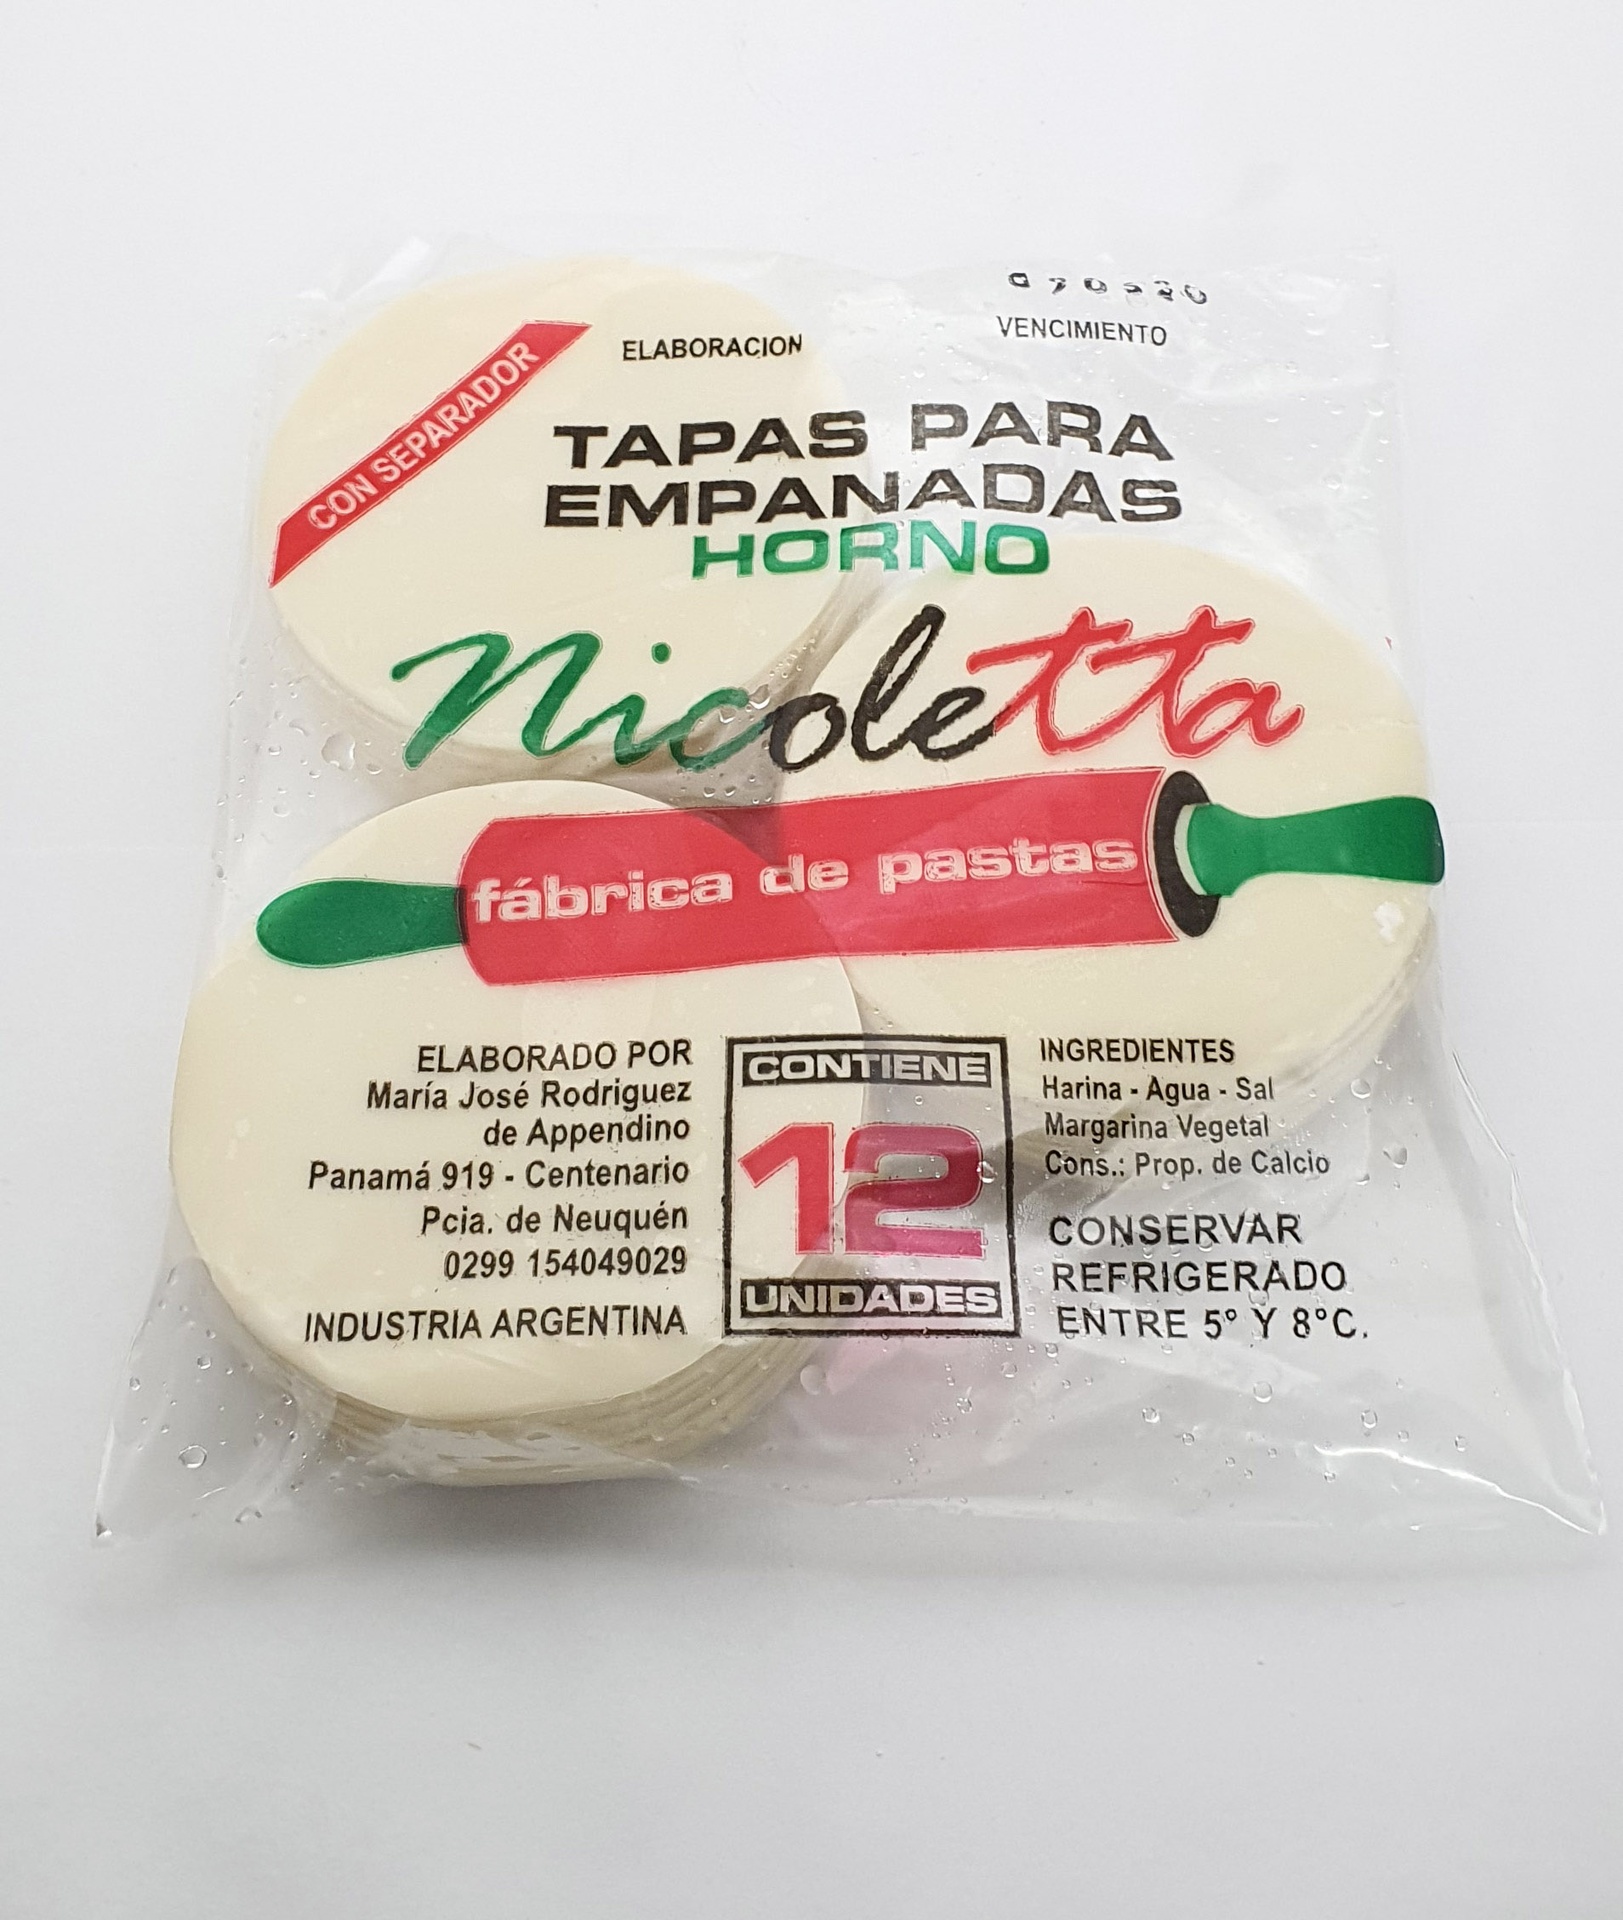 CON SEPARADOR
ELABORACION
VENCIMIENTO
TAPAS PARA
EMPANADAS
HORNO
Nicoletta
fábrica de pastas
ELABORADO POR
María José Rodriguez
de Appendino
Panamá 919 - Centenario
Pcia. de Neuquén
0299 154049029
INDUSTRIA ARGENTINA
CONTIENE
12
UNIDADES
INGREDIENTES
Harina - Agua - Sal
Margarina Vegetal
Cons.: Prop. de Calcio
CONSERVAR
REFRIGERADO
ENTRE 5º Y 8ºC.